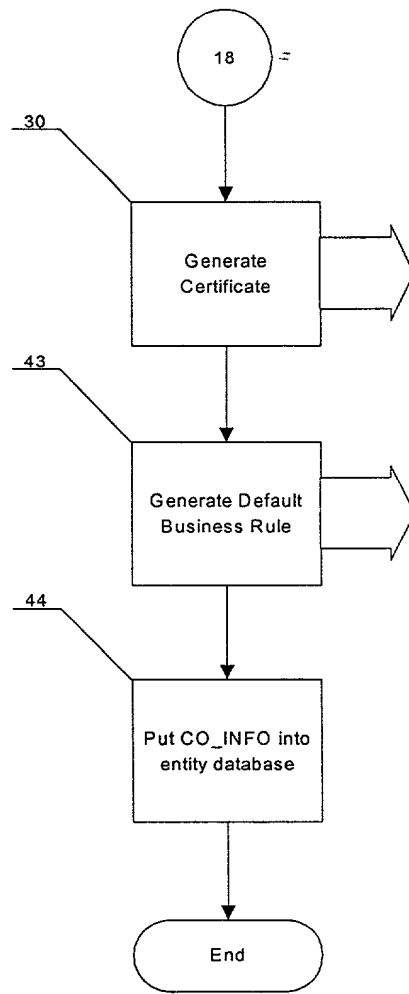 18
30
Generate
Certificate
43
Generate Default
Business Rule
44
Put CO_INFO into
entity database
End